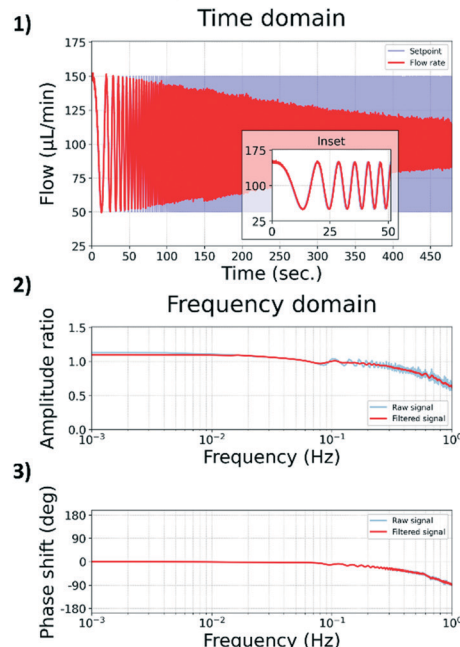 1)
Time domain
175
150
125
100
75
50
25
Flow (µL/min)
Setpoint
Flow rate
Inset
175
100
25
0
25
50
0
50
100
150
200
250
300
350
400
450
Time (sec.)
2)
Frequency domain
1.5
1.0
0.5
0.0
Amplitude ratio
Raw signal
Filtered signal
10⁻³
10⁻²
10⁻¹
10⁰
Frequency (Hz)
3)
180
90
0
-90
-180
Phase shift (deg)
Raw signal
Filtered signal
10⁻³
10⁻²
10⁻¹
10⁰
Frequency (Hz)